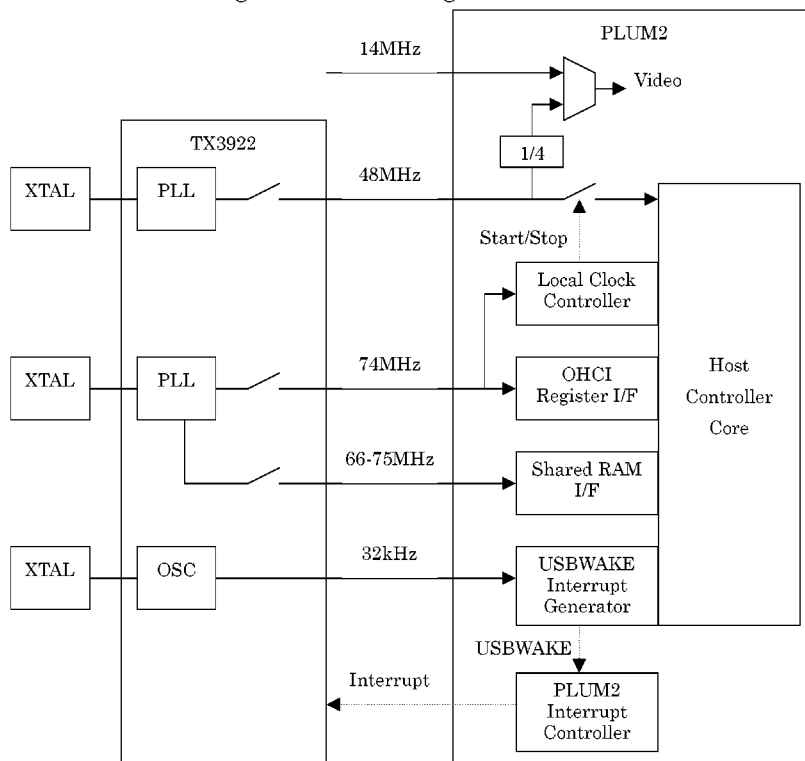 PLUM2
14MHz
Video
TX3922
1/4
XTAL
PLL
48MHz
Start/Stop
Local Clock
Controller
XTAL
PLL
74MHz
OHCI
Register I/F
Host
Controller
Core
66-75MHz
Shared RAM
I/F
XTAL
OSC
32kHz
USBWAKE
Interrupt
Generator
USBWAKE
Interrupt
PLUM2
Interrupt
Controller